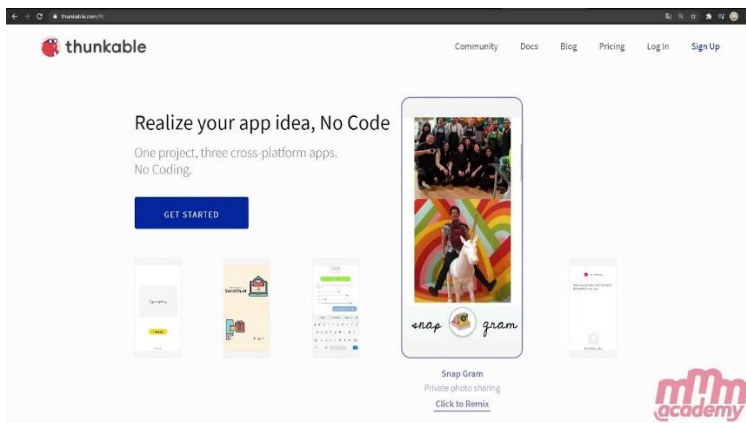 thunkable.com/#/
thunkable
Community Docs Blog Pricing Log In Sign Up
Realize your app idea, No Code
One project, three cross-platform apps.
No Coding.
GET STARTED
snap gram
Snap Gram
Private photo sharing
Click to Remix
mHm
academy